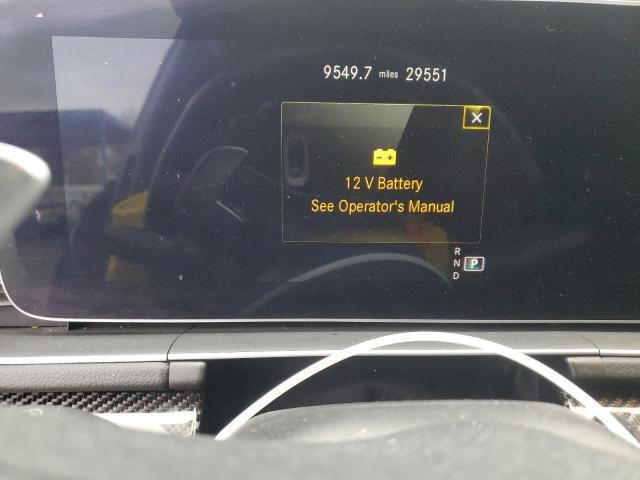 9549.7 miles 29551
X
12 V Battery
See Operator's Manual
R
N P
D